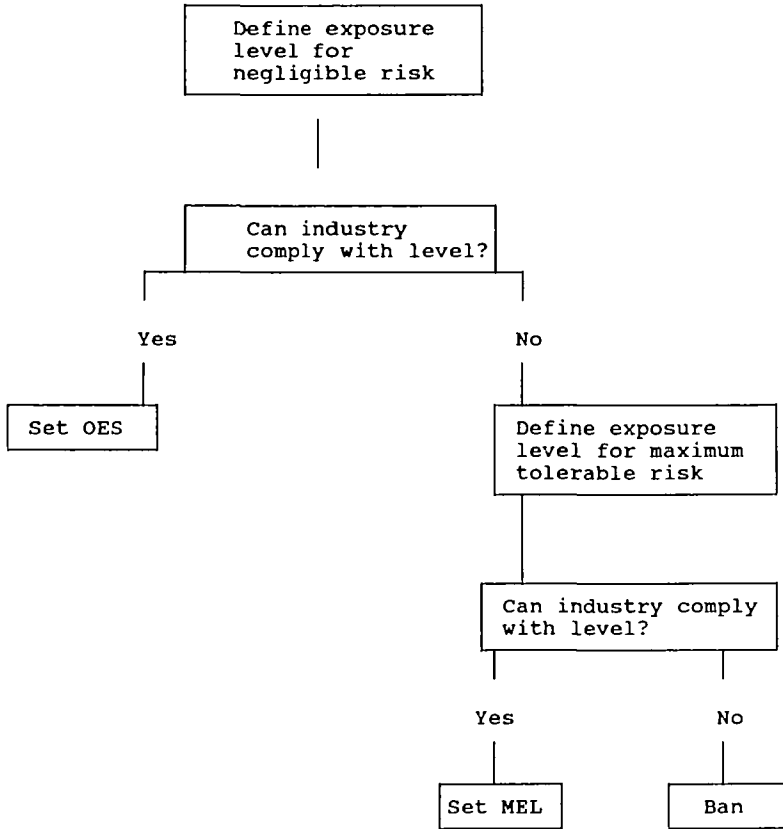 Define exposure
level for
negligible risk
Can industry
comply with level?
Yes
No
Set OES
Define exposure
level for maximum
tolerable risk
Can industry comply
with level?
Yes
No
Set MEL
Ban